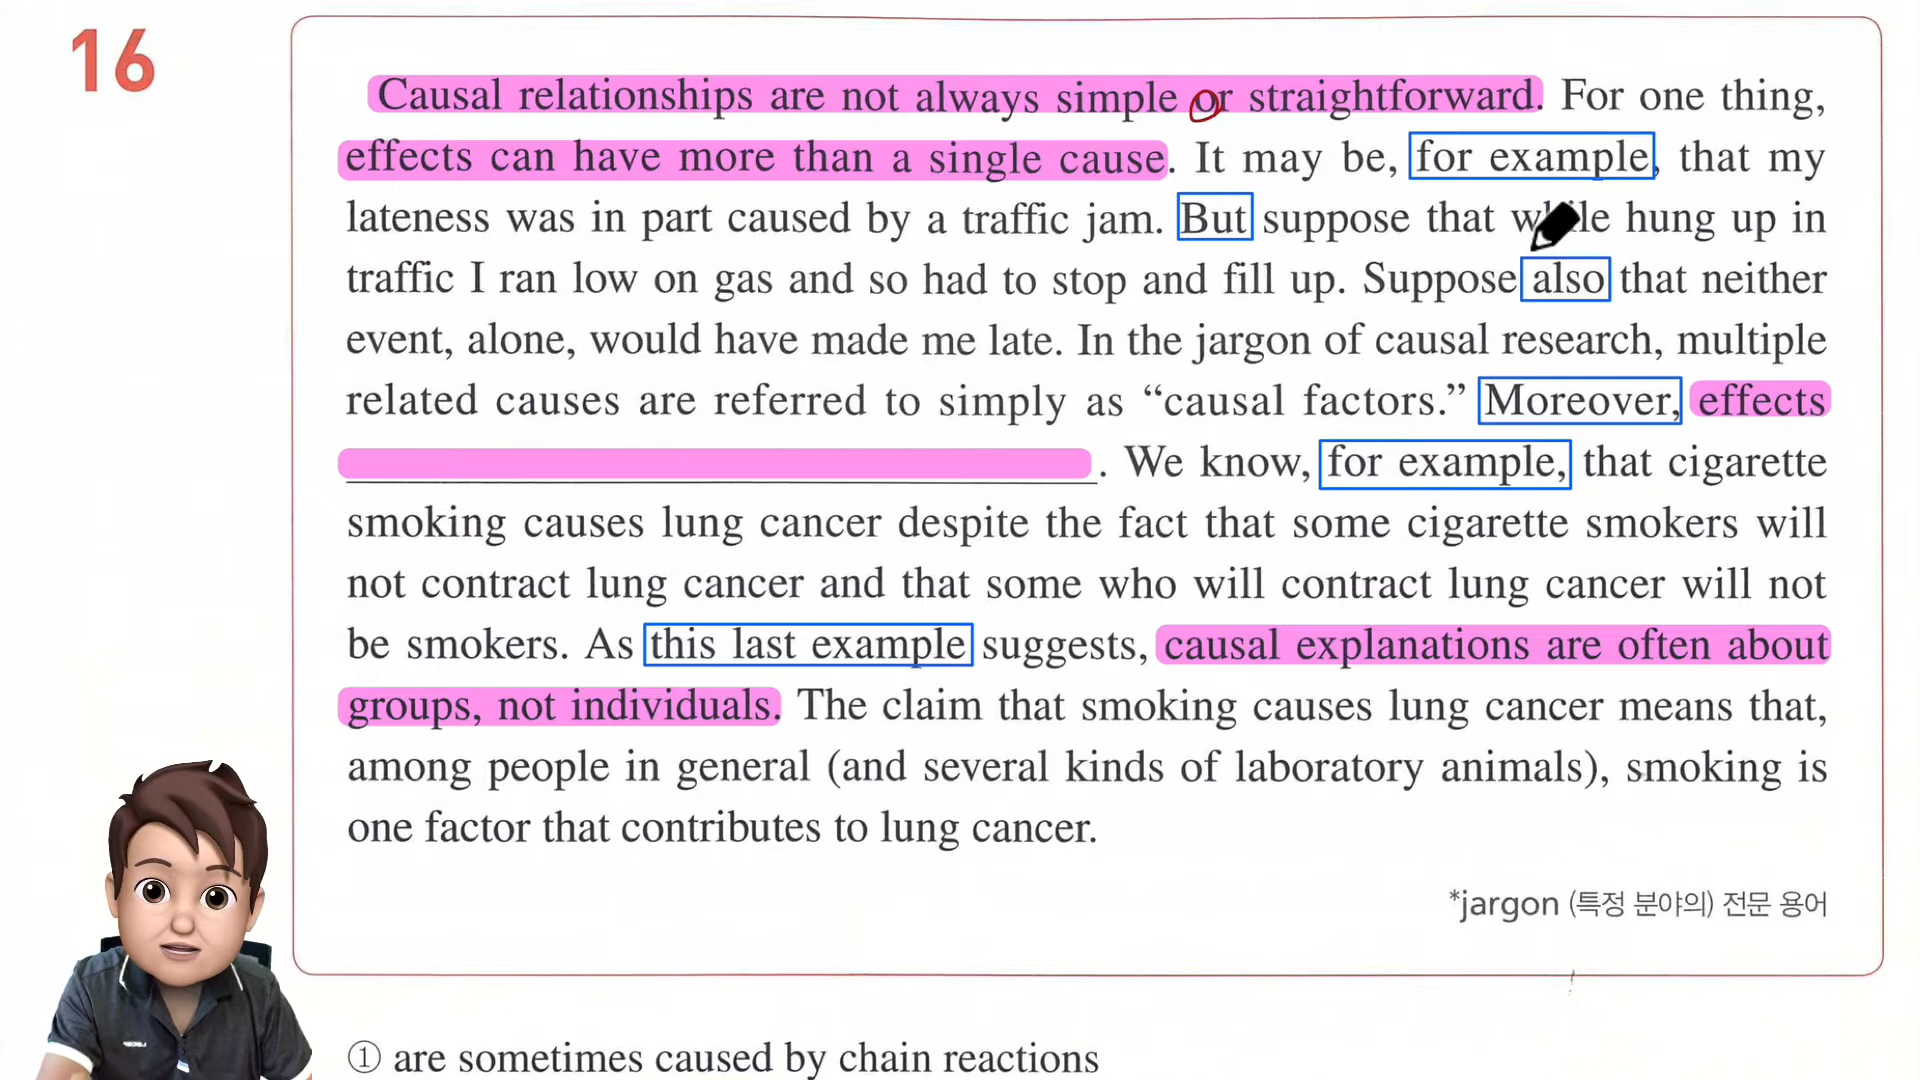 16
Causal relationships are not always simple or straightforward. For one thing,
effects can have more than a single cause. It may be, for example, that my
lateness was in part caused by a traffic jam. But suppose that while hung up in
traffic I ran low on gas and so had to stop and fill up. Suppose also that neither
event, alone, would have made me late. In the jargon of causal research, multiple
related causes are referred to simply as “causal factors.” Moreover, effects
. We know, for example, that cigarette
smoking causes lung cancer despite the fact that some cigarette smokers will
not contract lung cancer and that some who will contract lung cancer will not
be smokers. As this last example suggests, causal explanations are often about
groups, not individuals. The claim that smoking causes lung cancer means that,
among people in general (and several kinds of laboratory animals), smoking is
one factor that contributes to lung cancer.
*jargon (특정 분야의) 전문 용어
① are sometimes caused by chain reactions